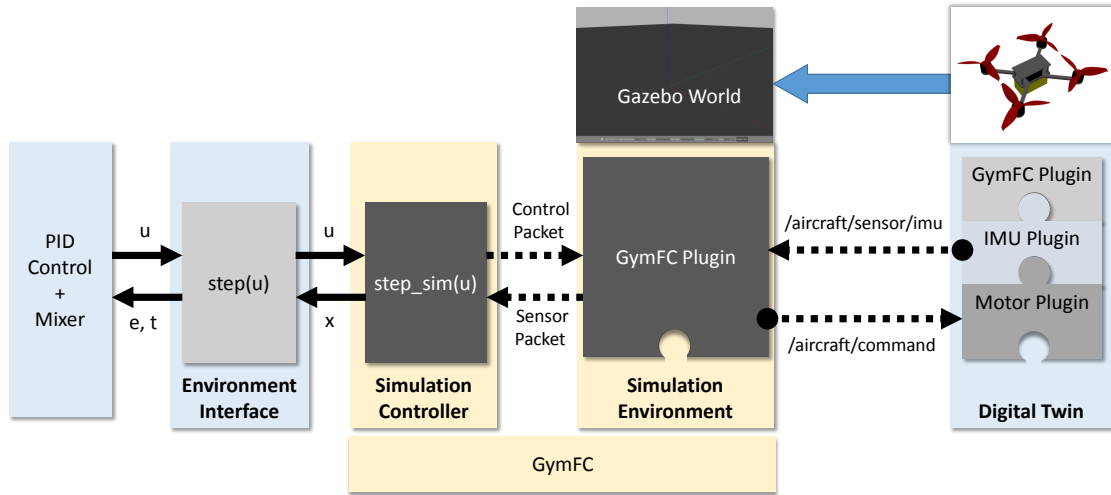 Gazebo World
PID
Control
+
Mixer
u
e, t
step(u)
Environment
Interface
u
x
step_sim(u)
Simulation
Controller
Control
Packet
Sensor
Packet
GymFC Plugin
Simulation
Environment
/aircraft/sensor/imu
/aircraft/command
GymFC Plugin
IMU Plugin
Motor Plugin
Digital Twin
GymFC